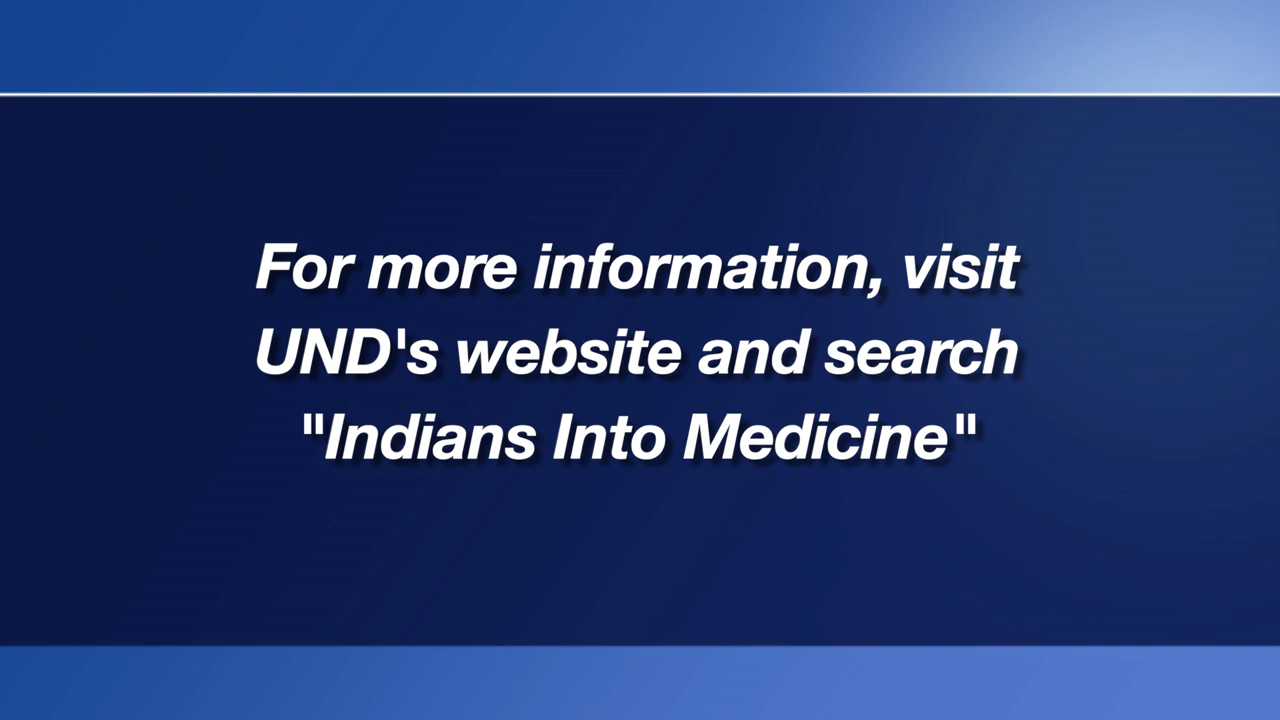 For more information, visit
UND's website and search
"Indians Into Medicine"